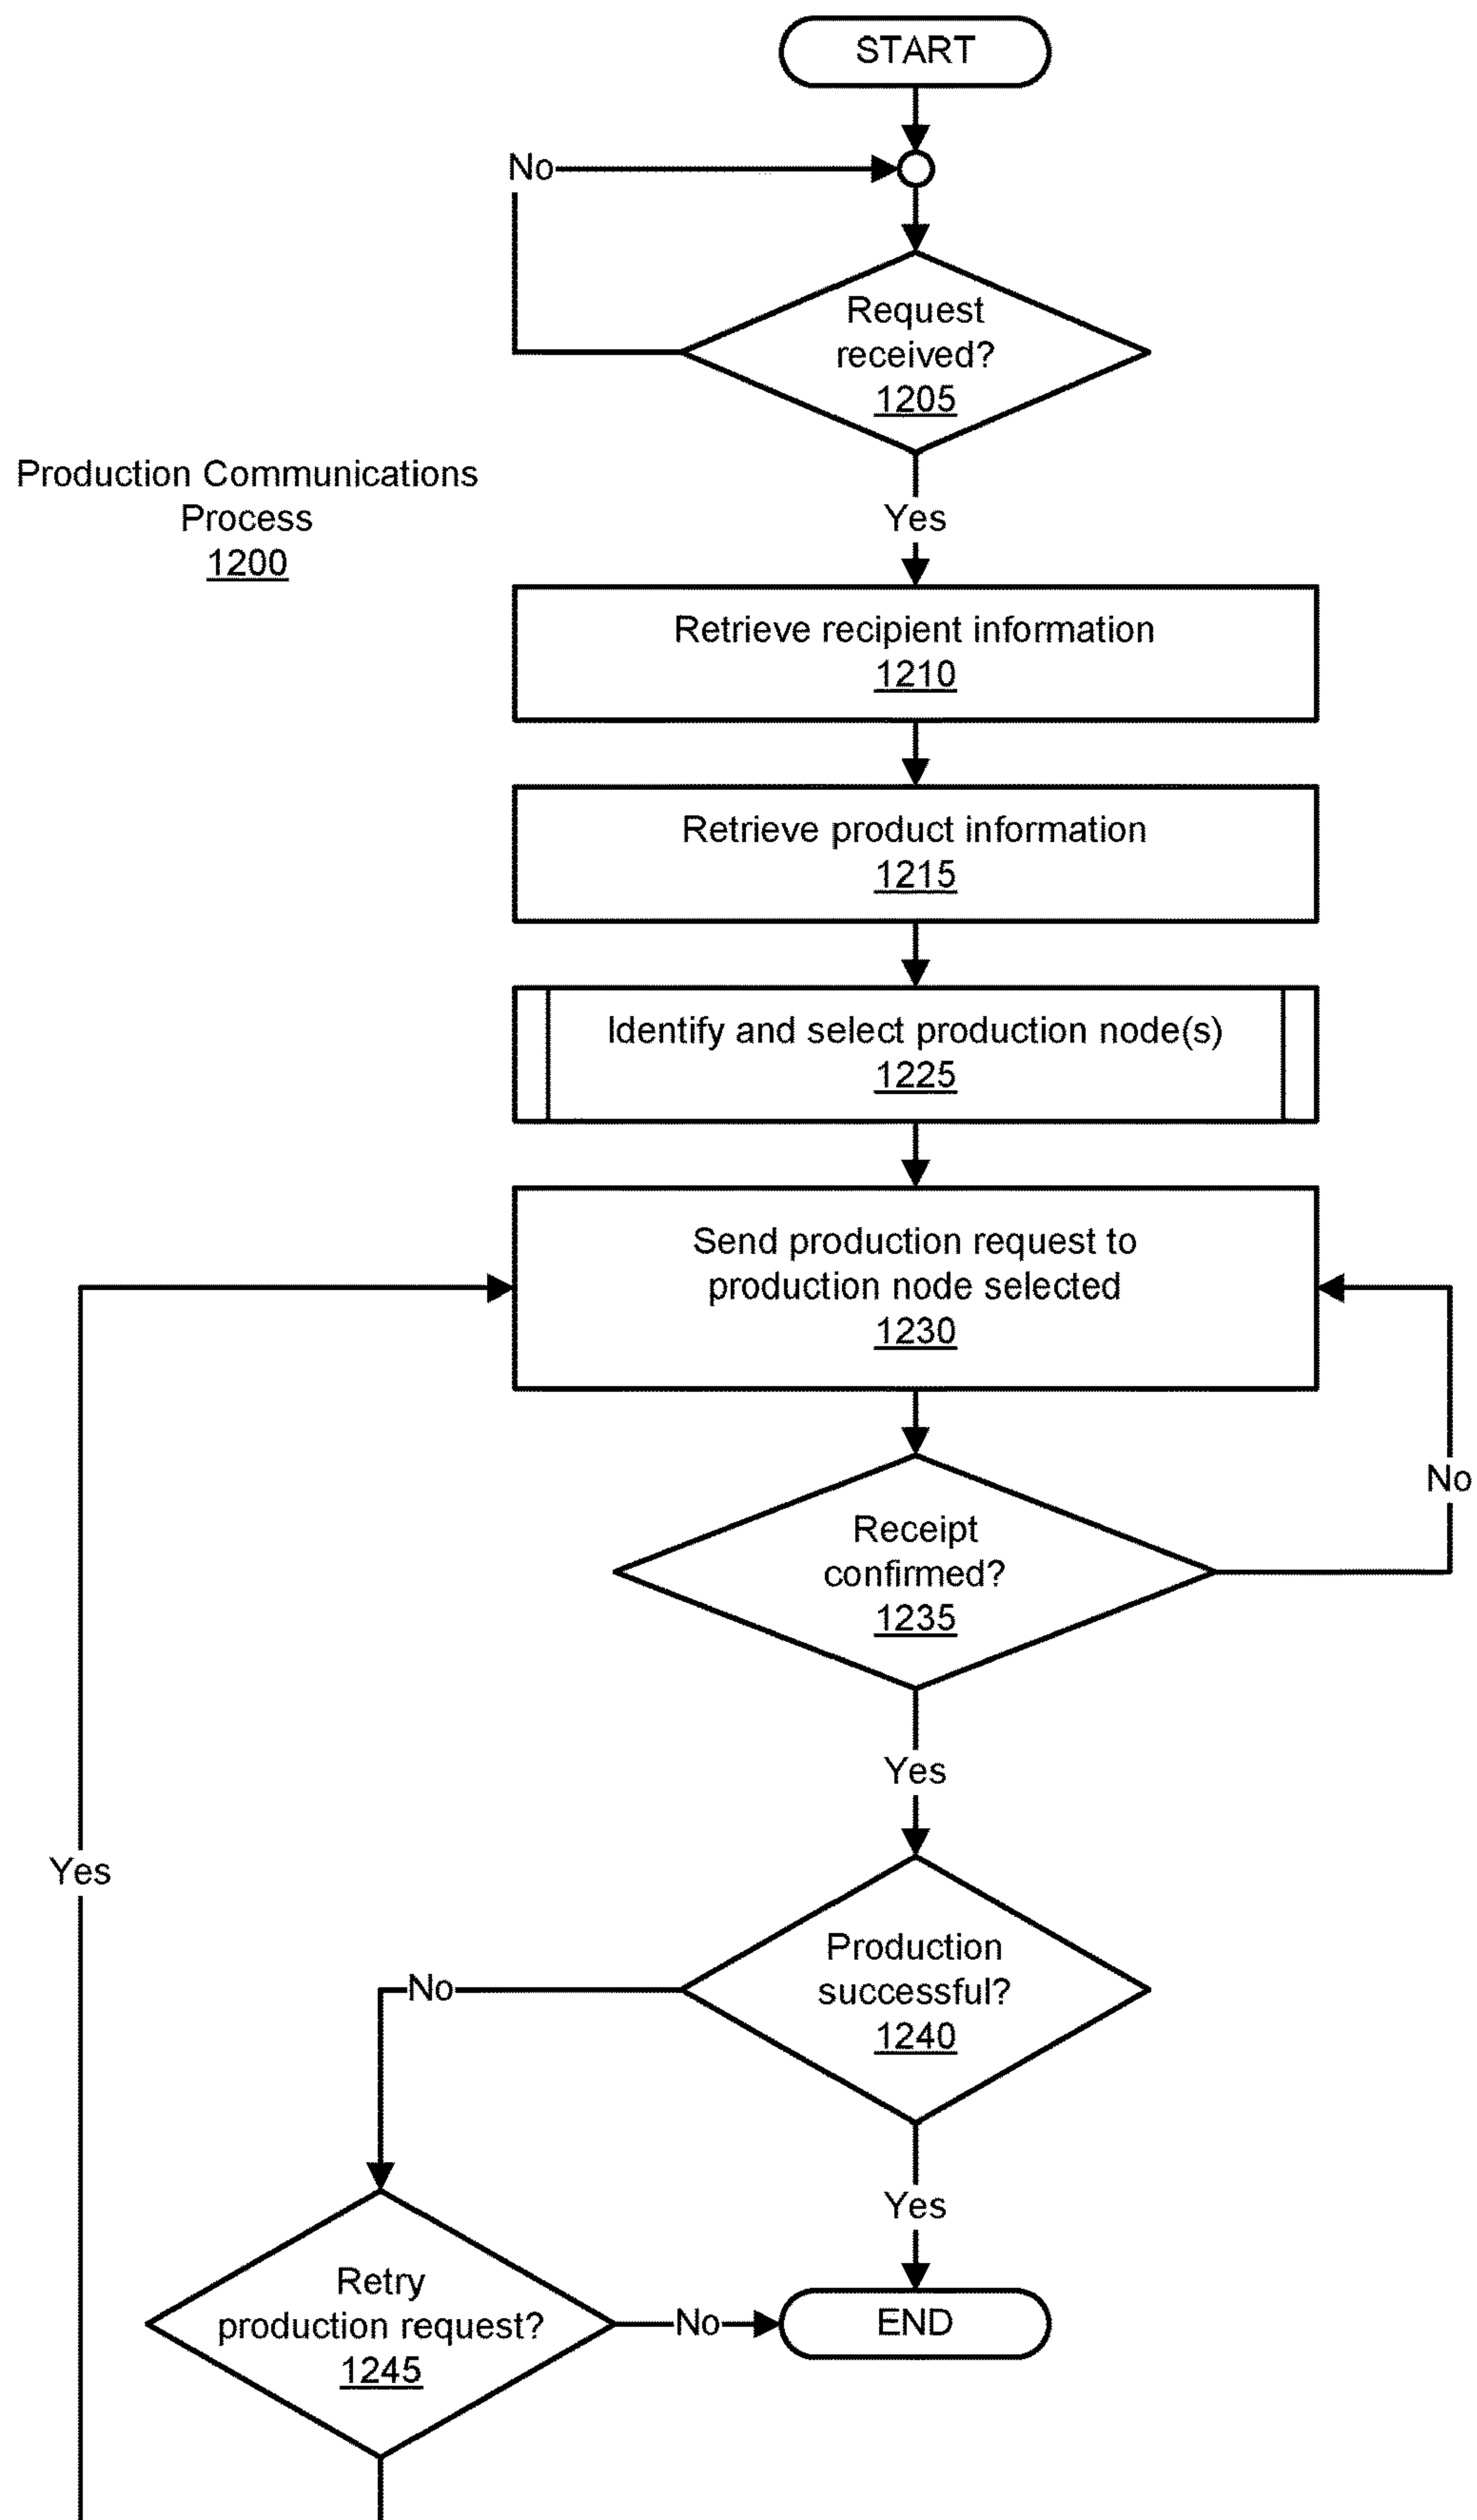 START
No
Request
received?
1205
Production Communications
Process
1200
Yes
Retrieve recipient information
1210
Retrieve product information
1215
Identify and select production node(s)
1225
Send production request to
production node selected
1230
No
Receipt
confirmed?
1235
Yes
Yes
Production
successful?
1240
No
Yes
Retry
production request?
1245
No
END